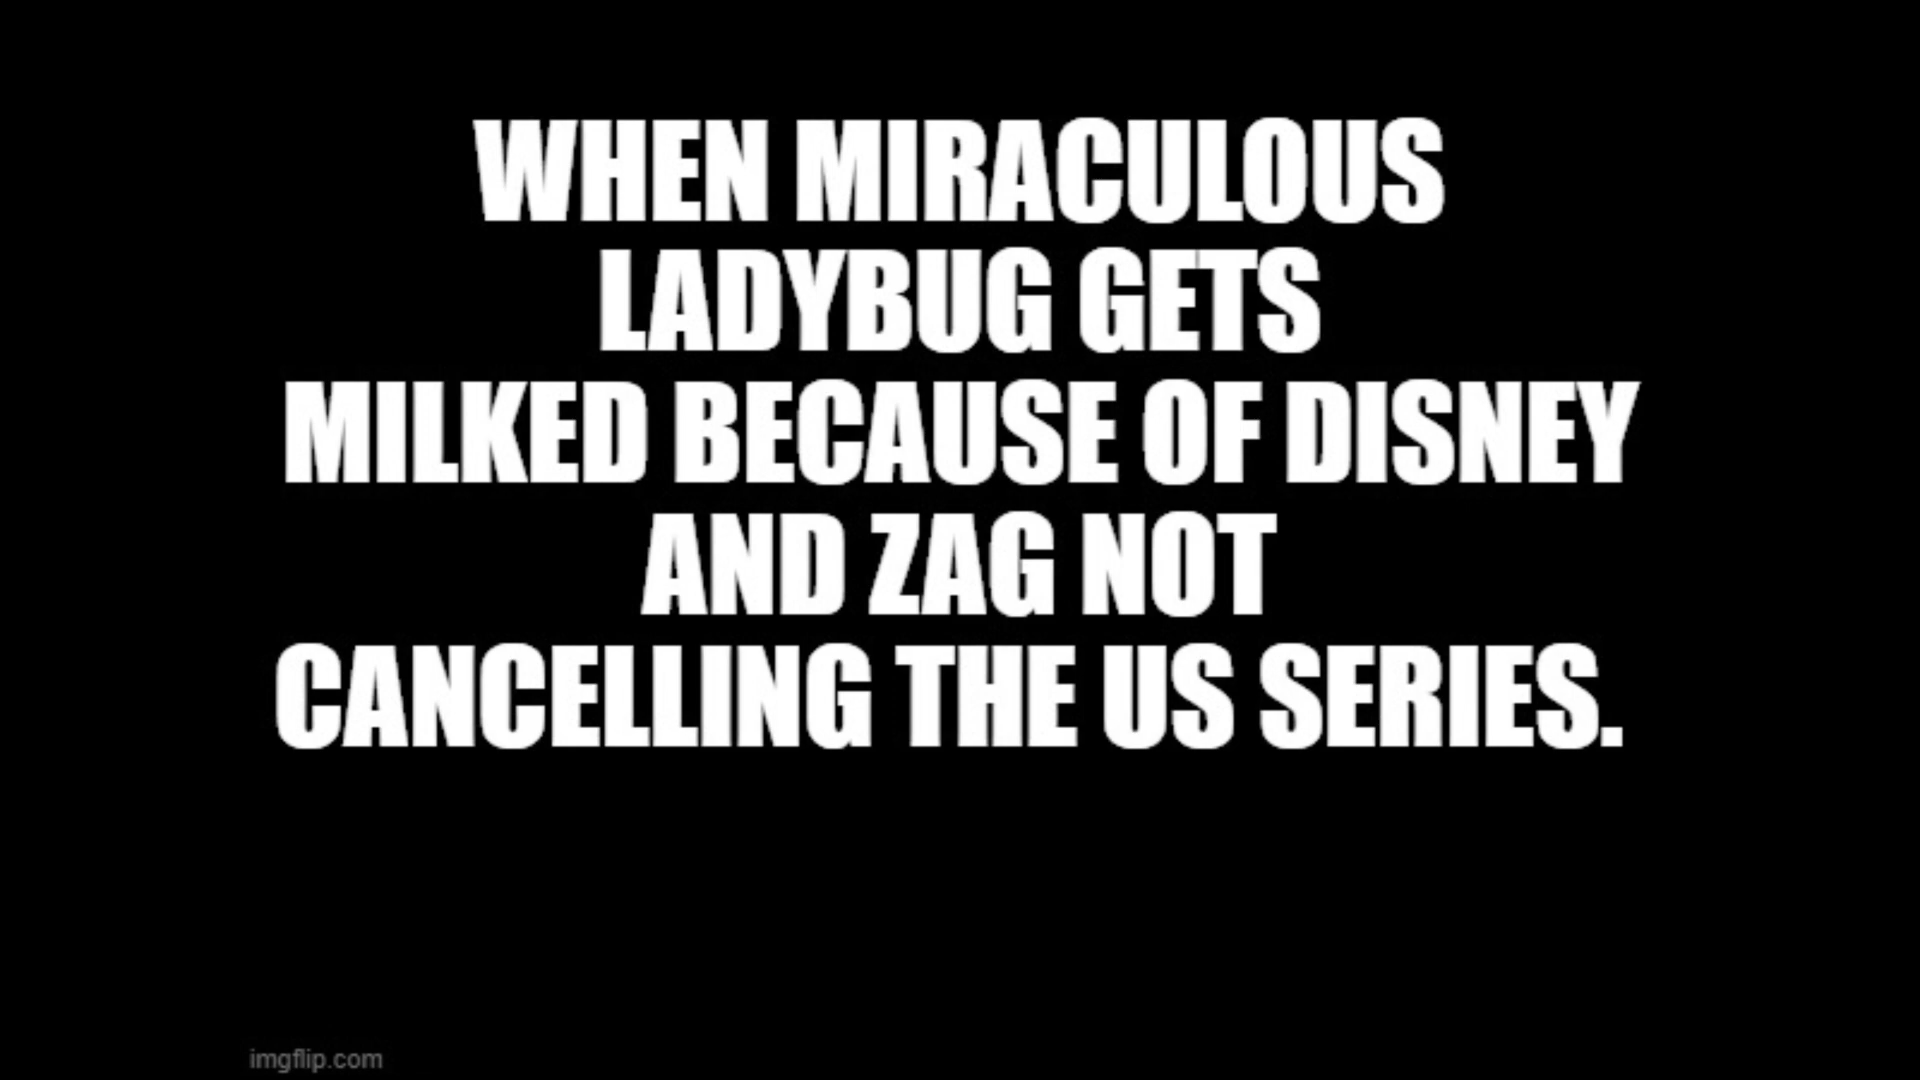 WHEN MIRACULOUS
LADYBUG GETS
MILKED BECAUSE OF DISNEY
AND ZAG NOT
CANCELLING THE US SERIES.
imgflip.com